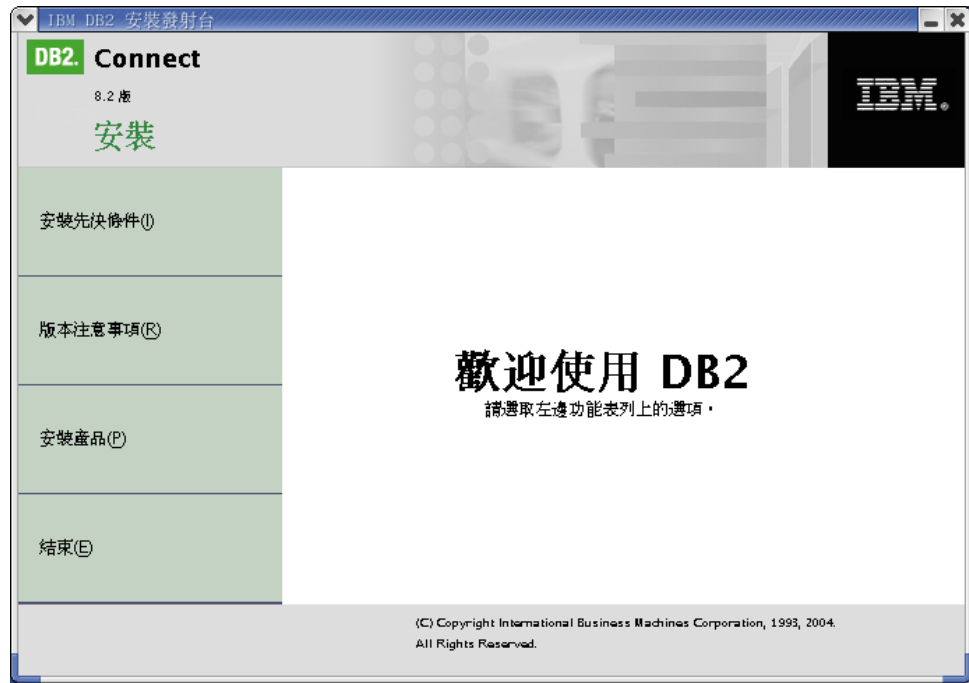 IBM DB2 安裝發射台
DB2. Connect
8.2 版
安裝
IBM.
安裝先決條件(I)
版本注意事項(R)
安裝產品(P)
結束(E)
歡迎使用 DB2
請選取左邊功能表列上的選項。
(C) Copyright International Business Machines Corporation, 1993, 2004.
All Rights Reserved.